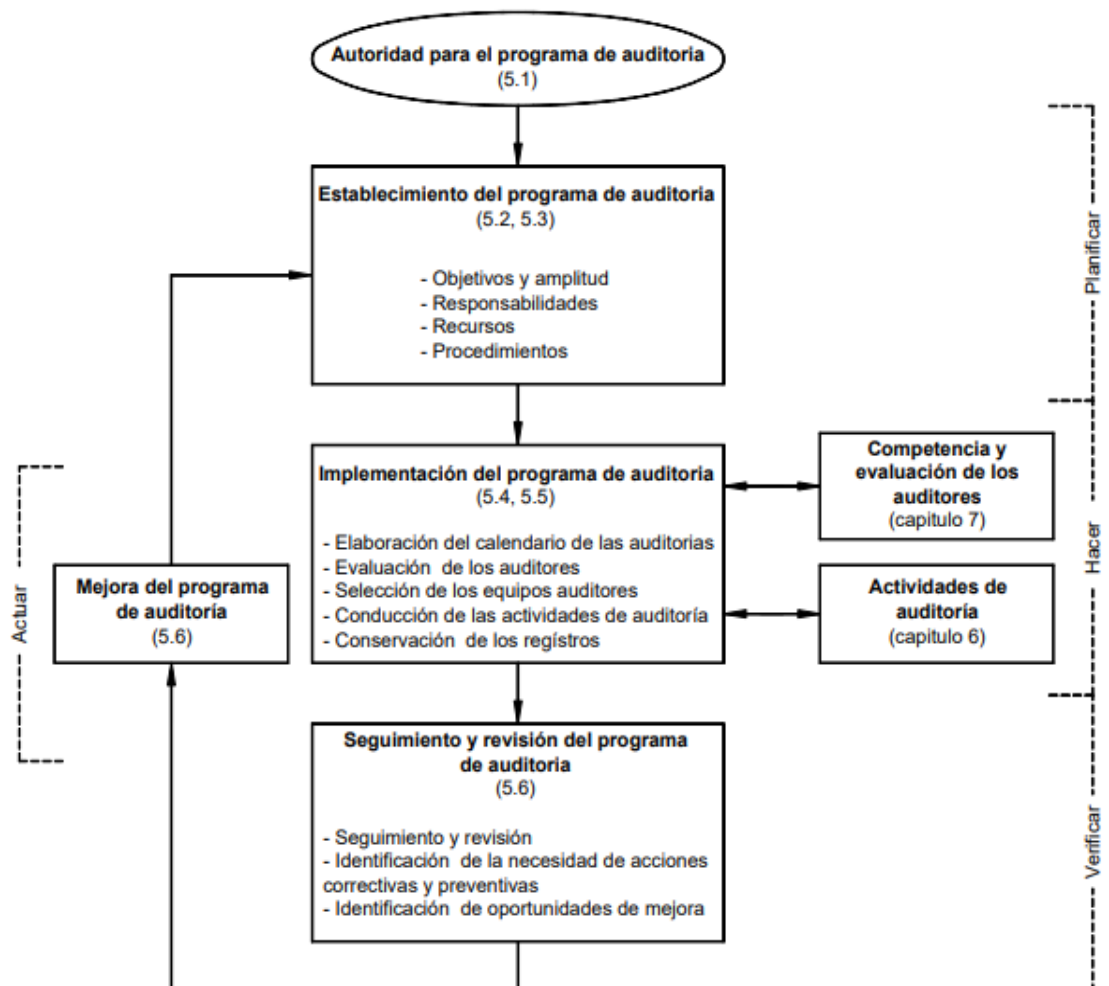 Autoridad para el programa de auditoria
(5.1)
Establecimiento del programa de auditoria
(5.2, 5.3)
- Objetivos y amplitud
- Responsabilidades
- Recursos
- Procedimientos
Planificar
Implementación del programa de auditoria
(5.4, 5.5)
- Elaboración del calendario de las auditorias
- Evaluación de los auditores
- Selección de los equipos auditores
- Conducción de las actividades de auditoría
- Conservación de los regístros
Competencia y
evaluación de los
auditores
(capitulo 7)
Actividades de
auditoría
(capitulo 6)
Hacer
Actuar
Mejora del programa
de auditoría
(5.6)
Seguimiento y revisión del programa
de auditoria
(5.6)
- Seguimiento y revisión
- Identificación de la necesidad de acciones
correctivas y preventivas
- Identificación de oportunidades de mejora
Verificar